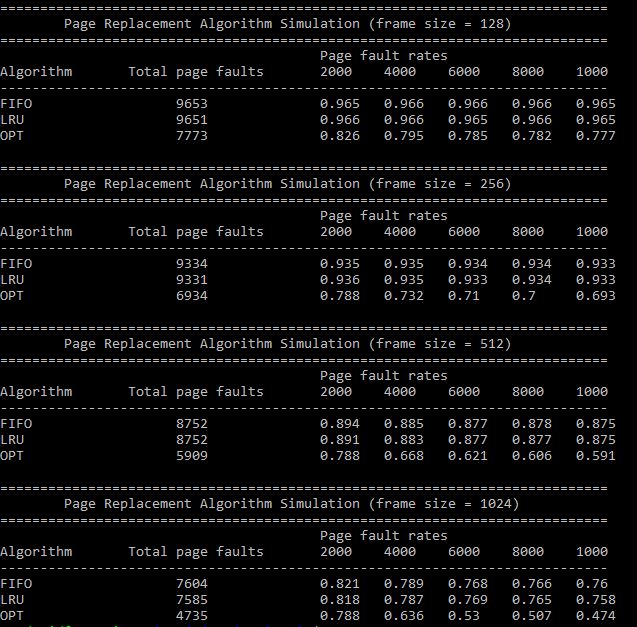 ============================================================================
        Page Replacement Algorithm Simulation (frame size = 128)
============================================================================
                                        Page fault rates
Algorithm       Total page faults       2000    4000    6000    8000    1000
----------------------------------------------------------------------------
FIFO                  9653              0.965   0.966   0.966   0.966   0.965
LRU                   9651              0.966   0.966   0.965   0.966   0.965
OPT                   7773              0.826   0.795   0.785   0.782   0.777
============================================================================
        Page Replacement Algorithm Simulation (frame size = 256)
============================================================================
                                        Page fault rates
Algorithm       Total page faults       2000    4000    6000    8000    1000
----------------------------------------------------------------------------
FIFO                  9334              0.935   0.935   0.934   0.934   0.933
LRU                   9331              0.936   0.935   0.933   0.934   0.933
OPT                   6934              0.788   0.732   0.71    0.7     0.693
============================================================================
        Page Replacement Algorithm Simulation (frame size = 512)
============================================================================
                                        Page fault rates
Algorithm       Total page faults       2000    4000    6000    8000    1000
----------------------------------------------------------------------------
FIFO                  8752              0.894   0.885   0.877   0.878   0.875
LRU                   8752              0.891   0.883   0.877   0.877   0.875
OPT                   5909              0.788   0.668   0.621   0.606   0.591
============================================================================
        Page Replacement Algorithm Simulation (frame size = 1024)
============================================================================
                                        Page fault rates
Algorithm       Total page faults       2000    4000    6000    8000    1000
----------------------------------------------------------------------------
FIFO                  7604              0.821   0.789   0.768   0.766   0.76
LRU                   7585              0.818   0.787   0.769   0.765   0.758
OPT                   4735              0.788   0.636   0.53    0.507   0.474